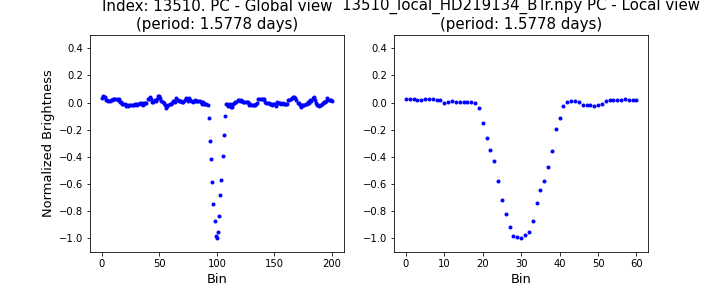 Index: 13510. PC - Global view
(period: 1.5778 days)
13510_local_HD219134_BTr.npy PC - Local view
(period: 1.5778 days)
Normalized Brightness
0.4
0.2
0.0
−0.2
−0.4
−0.6
−0.8
−1.0
0 50 100 150 200
Bin
0.4
0.2
0.0
−0.2
−0.4
−0.6
−0.8
−1.0
0 10 20 30 40 50 60
Bin